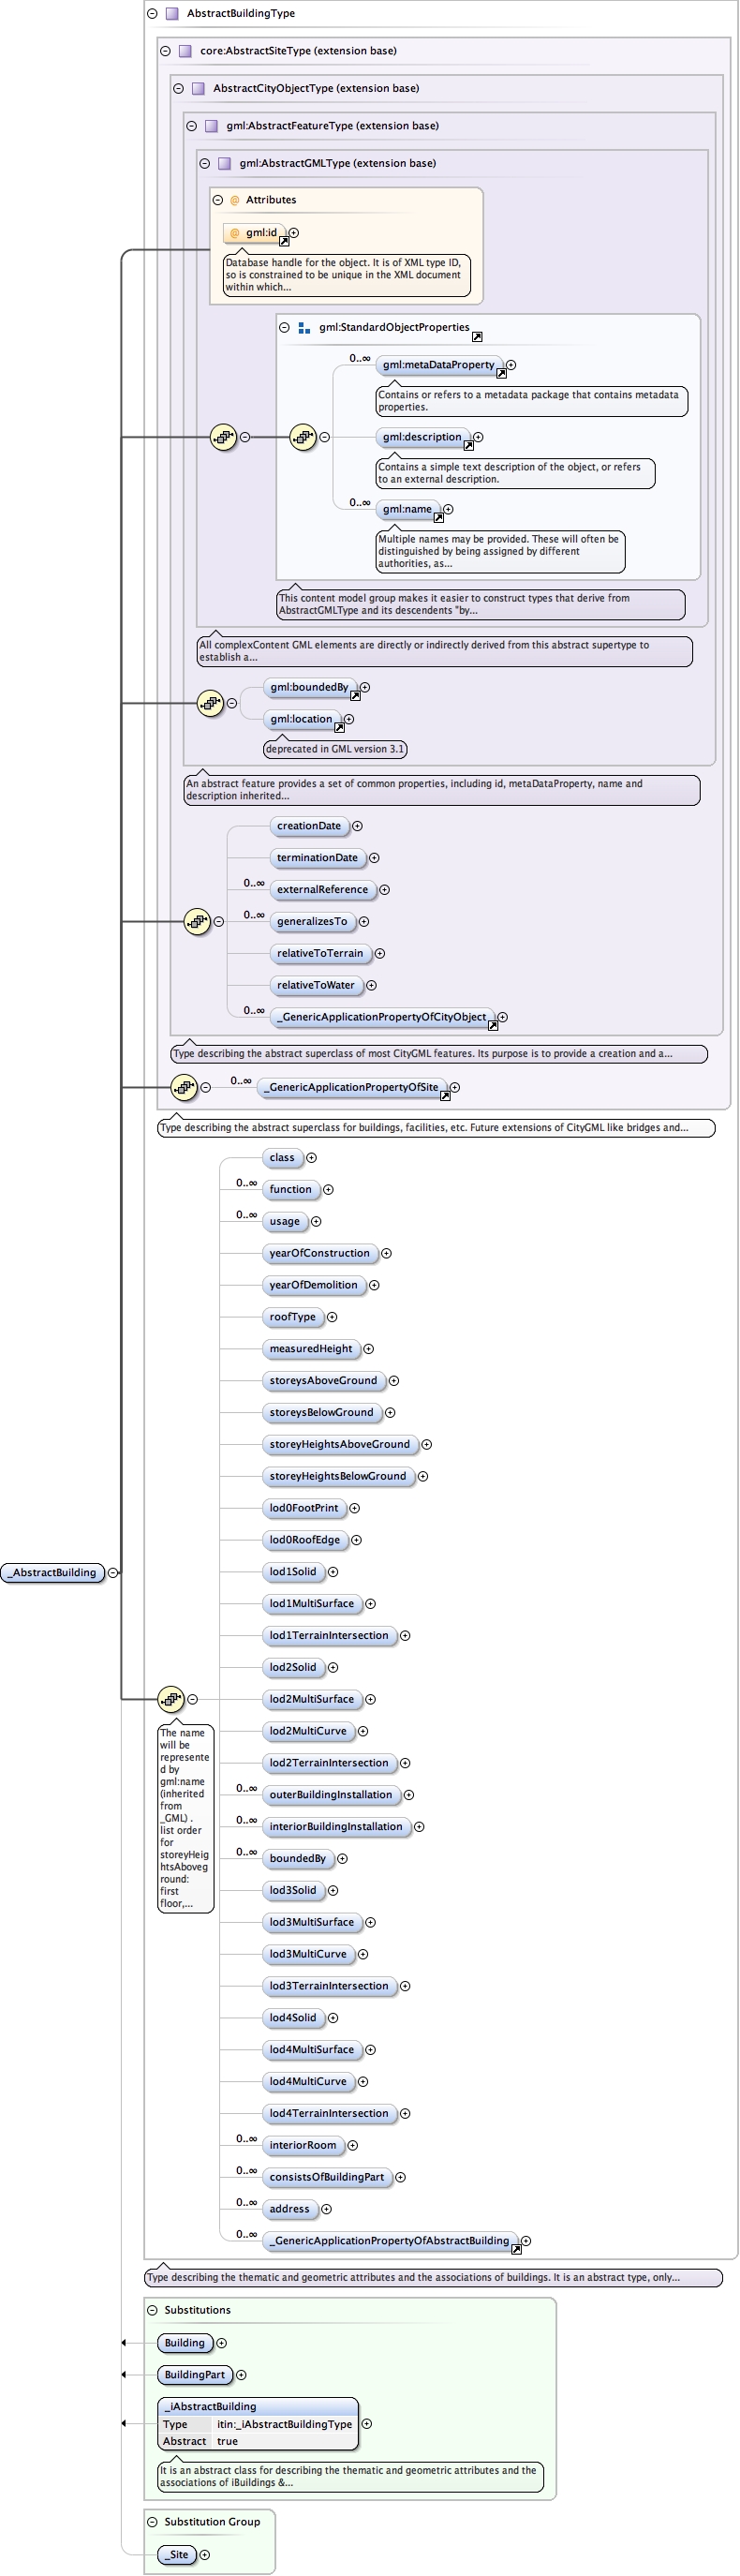 AbstractBuildingType
core:AbstractSiteType (extension base)
AbstractCityObjectType (extension base)
gml:AbstractFeatureType (extension base)
gml:AbstractGMLType (extension base)
@ Attributes
@ gml:id
Database handle for the object. It is of XML type ID,
so is constrained to be unique in the XML document
within which...
gml:StandardObjectProperties
0..∞
gml:metaDataProperty
Contains or refers to a metadata package that contains metadata
properties.
gml:description
Contains a simple text description of the object, or refers
to an external description.
0..∞
gml:name
Multiple names may be provided. These will often be
distinguished by being assigned by different
authorities, as...
This content model group makes it easier to construct types that derive from
AbstractGMLType and its descendents "by...
All complexContent GML elements are directly or indirectly derived from this abstract supertype to
establish a...
gml:boundedBy
gml:location
deprecated in GML version 3.1
An abstract feature provides a set of common properties, including id, metaDataProperty, name and
description inherited...
creationDate
terminationDate
0..∞
externalReference
0..∞
generalizesTo
relativeToTerrain
relativeToWater
0..∞
_GenericApplicationPropertyOfCityObject
Type describing the abstract superclass of most CityGML features. Its purpose is to provide a creation and a...
0..∞
_GenericApplicationPropertyOfSite
Type describing the abstract superclass for buildings, facilities, etc. Future extensions of CityGML like bridges and...
class
0..∞
function
0..∞
usage
yearOfConstruction
yearOfDemolition
roofType
measuredHeight
storeysAboveGround
storeysBelowGround
storeyHeightsAboveGround
storeyHeightsBelowGround
lod0FootPrint
lod0RoofEdge
_AbstractBuilding
lod1Solid
lod1MultiSurface
lod1TerrainIntersection
lod2Solid
lod2MultiSurface
The name
will be
represente
d by
gml:name
(inherited
from
_GML) .
list order
for
storeyHei
ghtsAboveg
round:
first
floor,...
lod2MultiCurve
lod2TerrainIntersection
0..∞
outerBuildingInstallation
0..∞
interiorBuildingInstallation
0..∞
boundedBy
lod3Solid
lod3MultiSurface
lod3MultiCurve
lod3TerrainIntersection
lod4Solid
lod4MultiSurface
lod4MultiCurve
lod4TerrainIntersection
0..∞
interiorRoom
0..∞
consistsOfBuildingPart
0..∞
address
0..∞
_GenericApplicationPropertyOfAbstractBuilding
Type describing the thematic and geometric attributes and the associations of buildings. It is an abstract type, only...
Substitutions
Building
BuildingPart
_iAbstractBuilding
Type itin:_iAbstractBuildingType
Abstract true
It is an abstract class for describing the thematic and geometric attributes and the
associations of iBuildings &...
Substitution Group
_Site